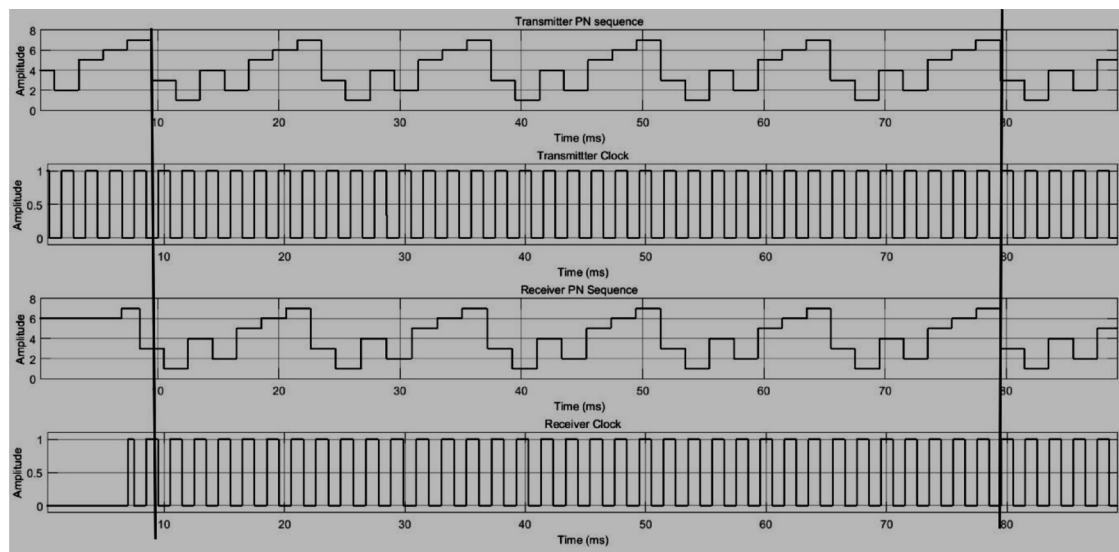 Transmitter PN sequence
Amplitude
8
6
4
2
0
10 20 30 40 50 60 70 80
Time (ms)
Transmittter Clock
Amplitude
1
0.5
0
10 20 30 40 50 60 70 80
Time (ms)
Receiver PN Sequence
Amplitude
8
6
4
2
0
10 20 30 40 50 60 70 80
Time (ms)
Receiver Clock
Amplitude
1
0.5
0
10 20 30 40 50 60 70 80
Time (ms)